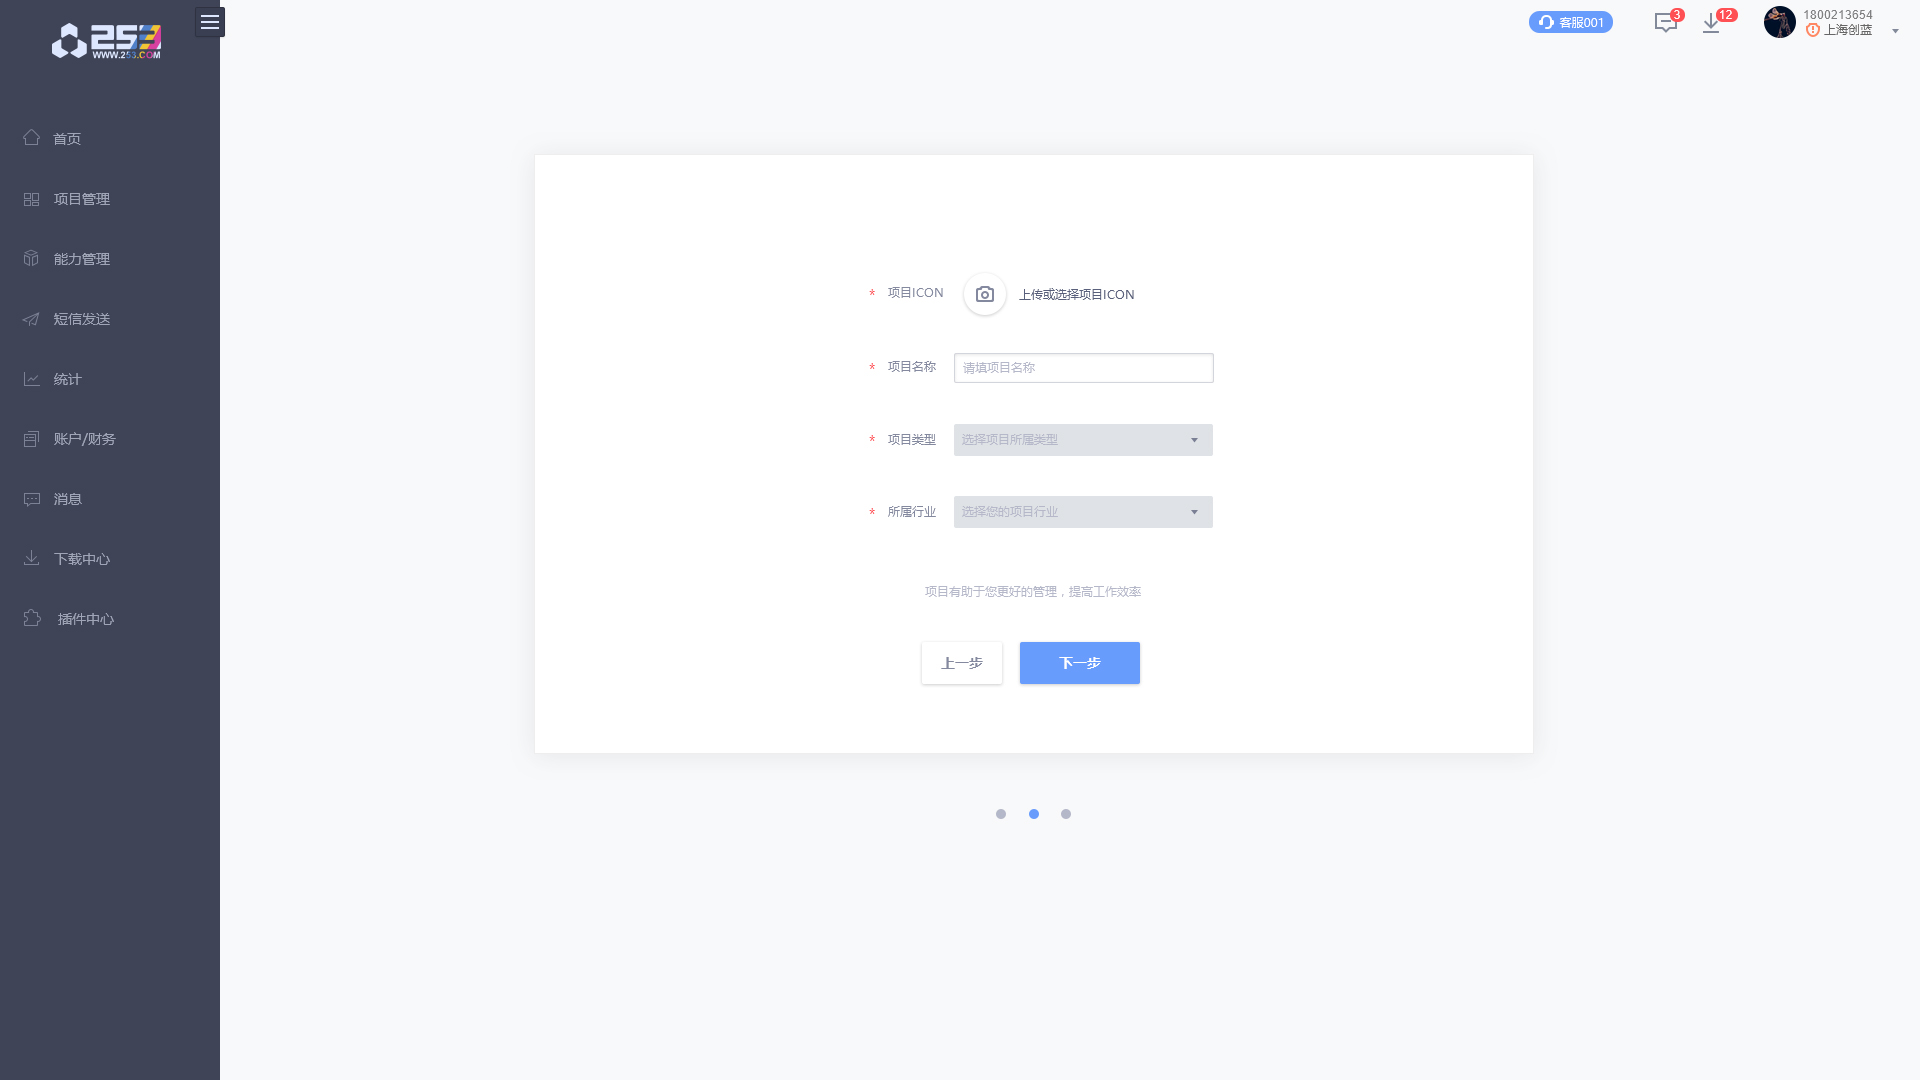 253
WWW.253.COM
客服001
3
12
1800213654
上海创蓝
首页
项目管理
能力管理
短信发送
统计
账户/财务
消息
下载中心
插件中心
* 项目ICON 上传或选择项目ICON
* 项目名称 请填项目名称
* 项目类型 选择项目所属类型
* 所属行业 选择您的项目行业
项目有助于您更好的管理，提高工作效率
上一步 下一步